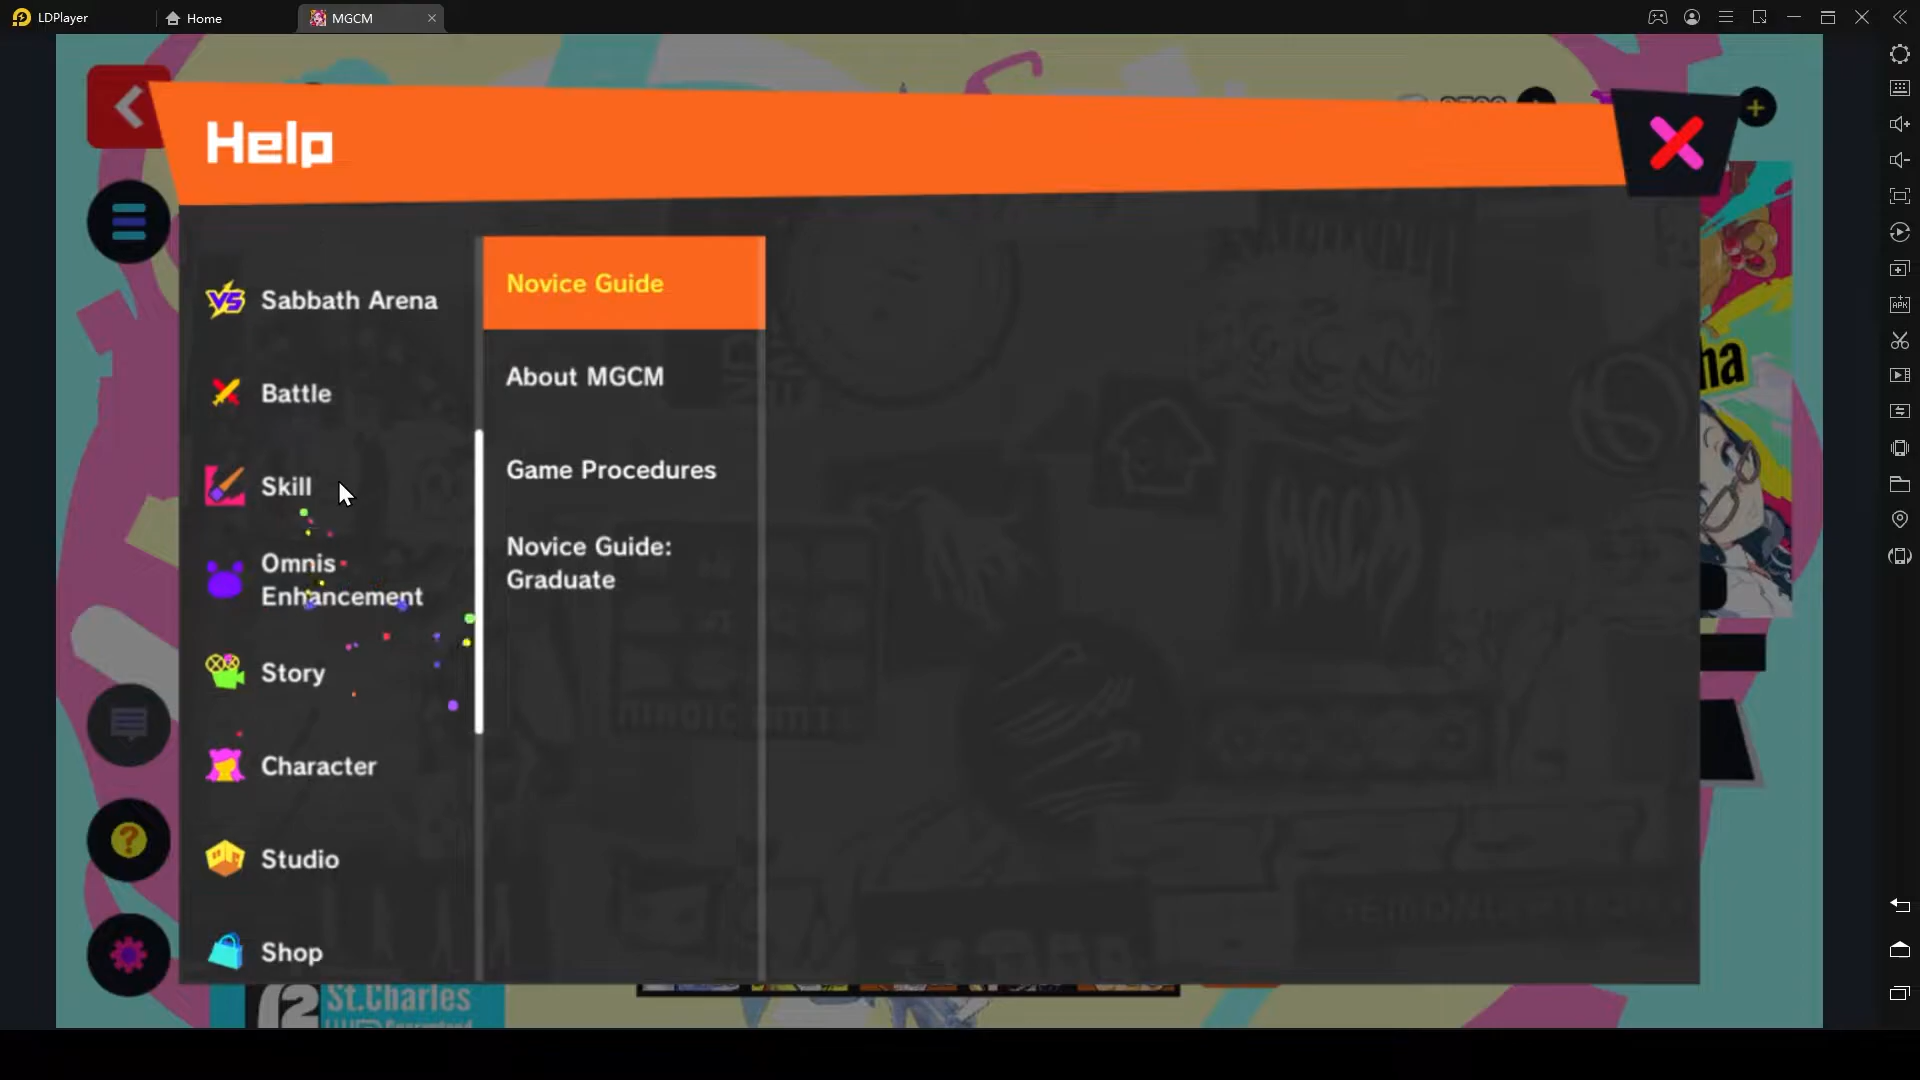 LDPlayer
Home
MGCM
Help
Sabbath Arena
Battle
Skill
Omnis
Enhancement
Story
Character
Studio
Shop
Novice Guide
About MGCM
Game Procedures
Novice Guide:
Graduate
St.Charles